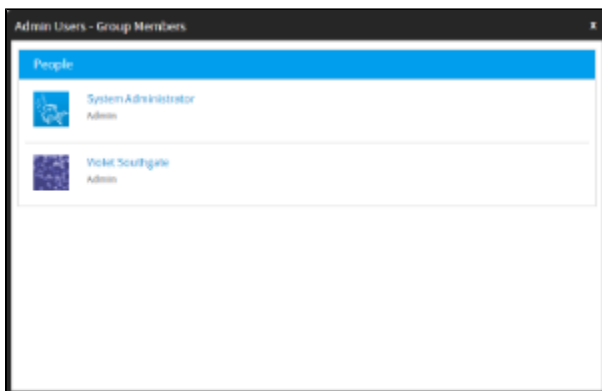 Admin Users - Group Members
x
People
System Administrator
Admin
Violet Southgate
Admin